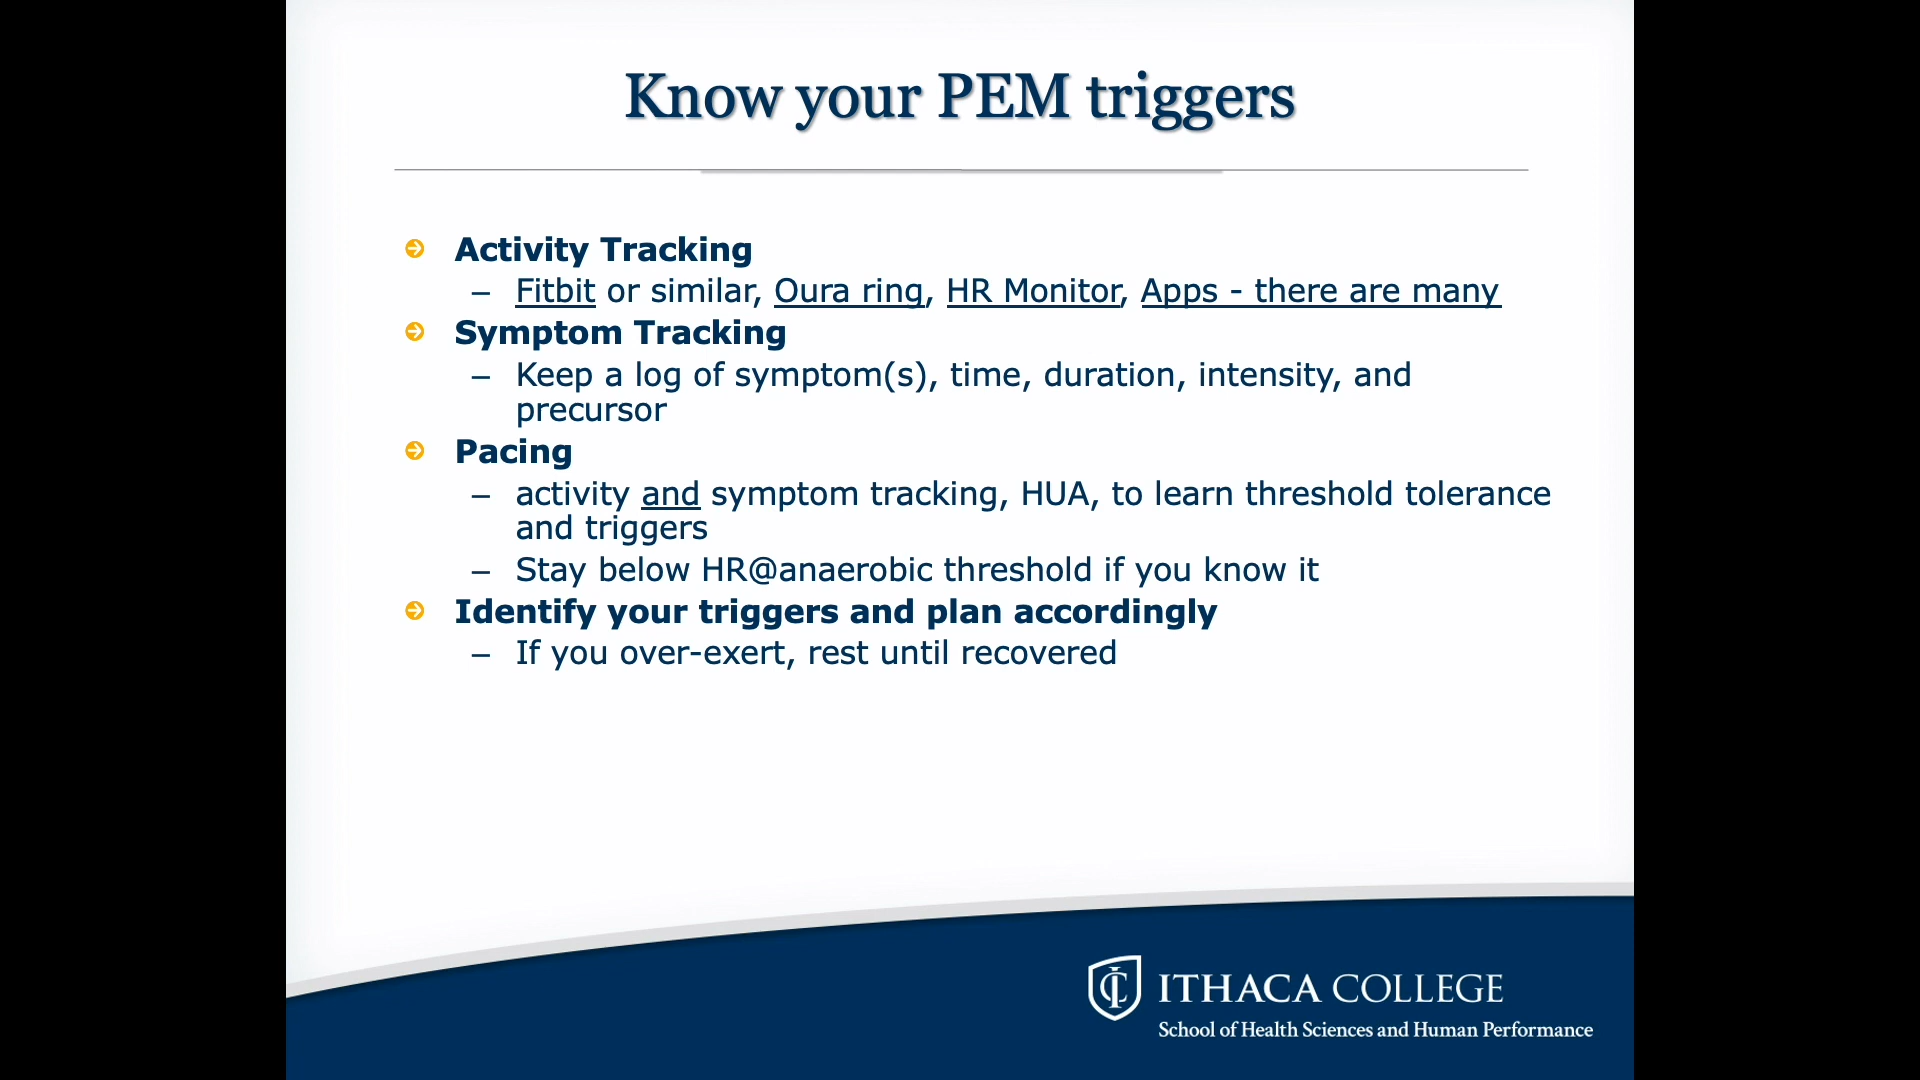 Know your PEM triggers
Activity Tracking
– Fitbit or similar, Oura ring, HR Monitor, Apps - there are many
Symptom Tracking
– Keep a log of symptom(s), time, duration, intensity, and
precursor
Pacing
– activity and symptom tracking, HUA, to learn threshold tolerance
and triggers
– Stay below HR@anaerobic threshold if you know it
Identify your triggers and plan accordingly
– If you over-exert, rest until recovered
ITHACA COLLEGE
School of Health Sciences and Human Performance